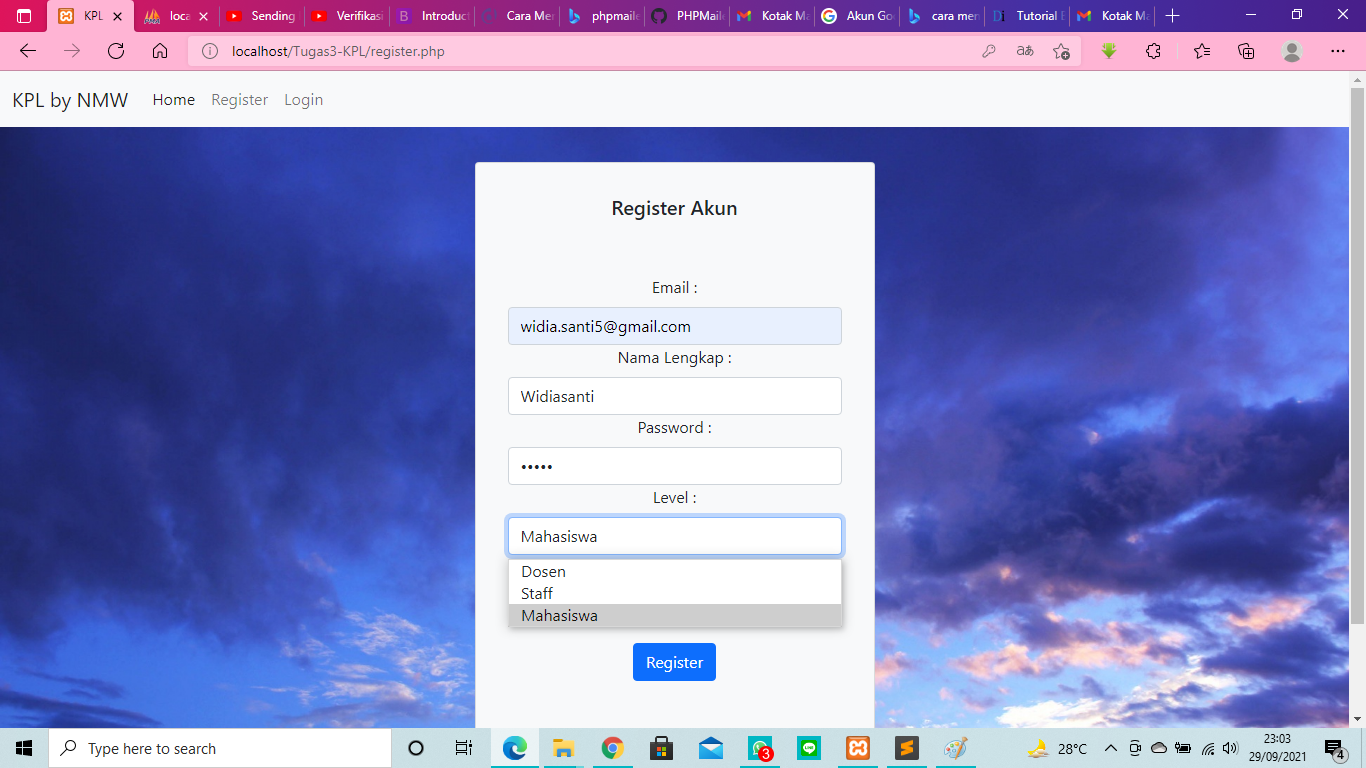 KPL
loca
Sending
Verifikasi
Introduct
Cara Mer
phpmaile
PHPMaile
Kotak Ma
Akun Goo
cara men
Tutorial E
Kotak Ma
localhost/Tugas3-KPL/register.php
KPL by NMW
Home
Register
Login
Register Akun
Email :
widia.santi5@gmail.com
Nama Lengkap :
Widiasanti
Password :
•••••
Level :
Mahasiswa
Dosen
Staff
Mahasiswa
Register
Type here to search
3
28°C
23:03
29/09/2021
4